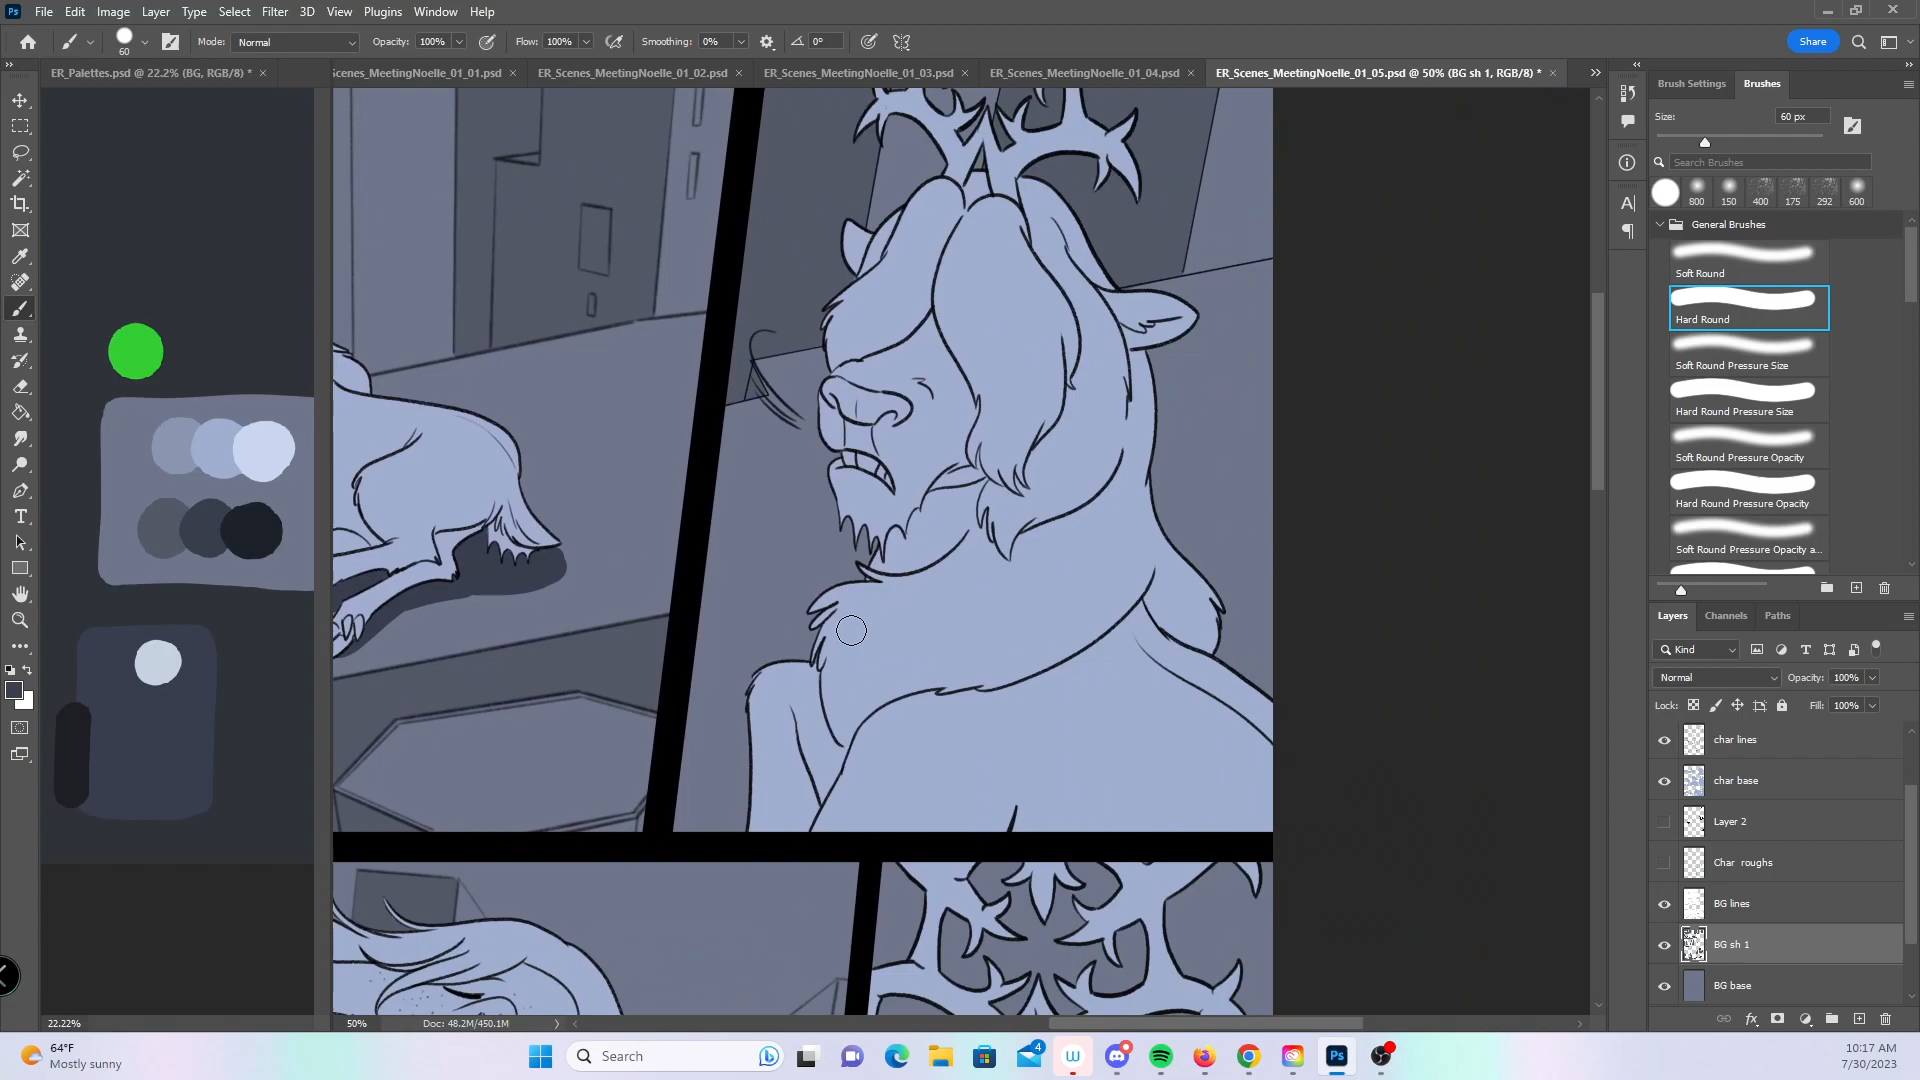 Ps File Edit Image Layer Type Select Filter 3D View Plugins Window Help
60 Mode: Normal Opacity: 100% Flow: 100% Smoothing: 0% 0° Share
ER_Palettes.psd @ 22.2% (BG, RGB/8) *
Scenes_MeetingNoelle_01_01.psd
ER_Scenes_MeetingNoelle_01_02.psd
ER_Scenes_MeetingNoelle_01_03.psd
ER_Scenes_MeetingNoelle_01_04.psd
ER_Scenes_MeetingNoelle_01_05.psd @ 50% (BG sh 1, RGB/8) *
Brush Settings Brushes
Size: 60 px
Search Brushes
800 150 400 175 292 600
General Brushes
Soft Round
Hard Round
Soft Round Pressure Size
Hard Round Pressure Size
Soft Round Pressure Opacity
Hard Round Pressure Opacity
Soft Round Pressure Opacity a...
Layers Channels Paths
Kind
Normal Opacity: 100%
Lock: Fill: 100%
char lines
char base
Layer 2
Char roughs
BG lines
BG sh 1
BG base
22.22%
50% Doc: 48.2M/450.1M
64°F
Mostly sunny
Search
4
Ps
10:17 AM
7/30/2023